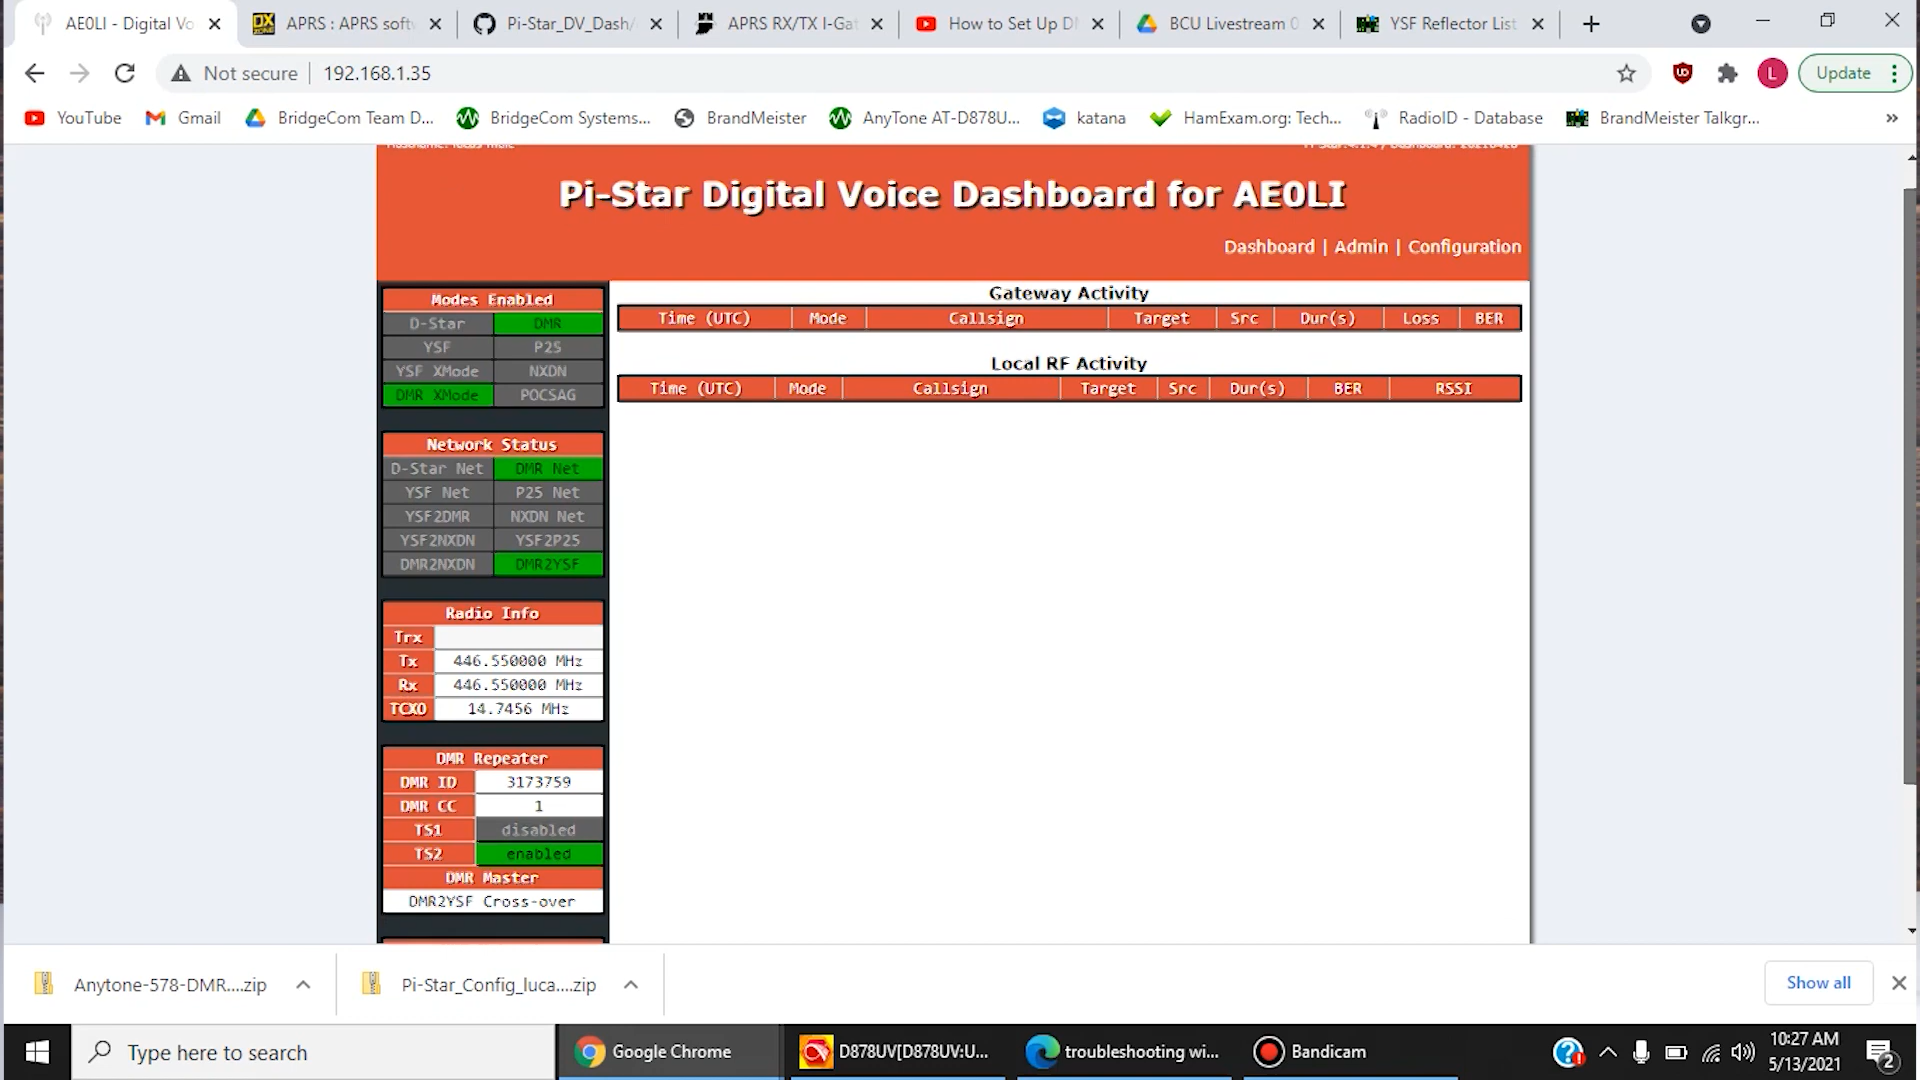 AE0LI - Digital Vo
APRS : APRS softw
Pi-Star_DV_Dash/
APRS RX/TX I-Gat
How to Set Up D
BCU Livestream 0
YSF Reflector List
Not secure
192.168.1.35
L
Update
YouTube
Gmail
BridgeCom Team D...
BridgeCom Systems...
BrandMeister
AnyTone AT-D878U...
katana
HamExam.org: Tech...
RadioID - Database
BrandMeister Talkgr...
Pi-Star Digital Voice Dashboard for AE0LI
Dashboard | Admin | Configuration
Modes Enabled
D-Star DMR
YSF P25
YSF XMode NXDN
DMR XMode POCSAG
Network Status
D-Star Net DMR Net
YSF Net P25 Net
YSF2DMR NXDN Net
YSF2NXDN YSF2P25
DMR2NXDN DMR2YSF
Radio Info
Trx
Tx 446.550000 MHz
Rx 446.550000 MHz
TCXO 14.7456 MHz
DMR Repeater
DMR ID 3173759
DMR CC 1
TS1 disabled
TS2 enabled
DMR Master
DMR2YSF Cross-over
Gateway Activity
Time (UTC) Mode Callsign Target Src Dur(s) Loss BER
Local RF Activity
Time (UTC) Mode Callsign Target Src Dur(s) BER RSSI
Anytone-578-DMR....zip
Pi-Star_Config_luca....zip
Show all
Type here to search
Google Chrome
D878UV[D878UV:U...
troubleshooting wi...
Bandicam
10:27 AM
5/13/2021
2